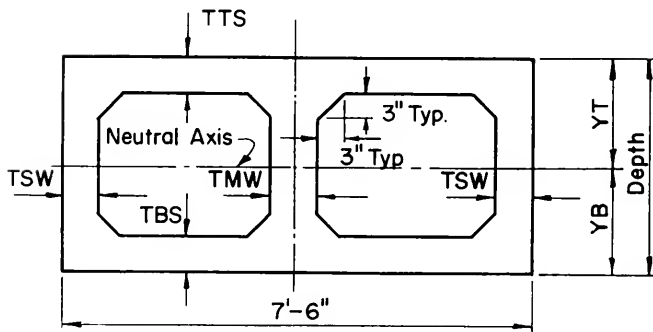 TTS
3" Typ.
Neutral Axis
3" Typ
TSW
TMW
TSW
TBS
YT
YB
Depth
7'-6"